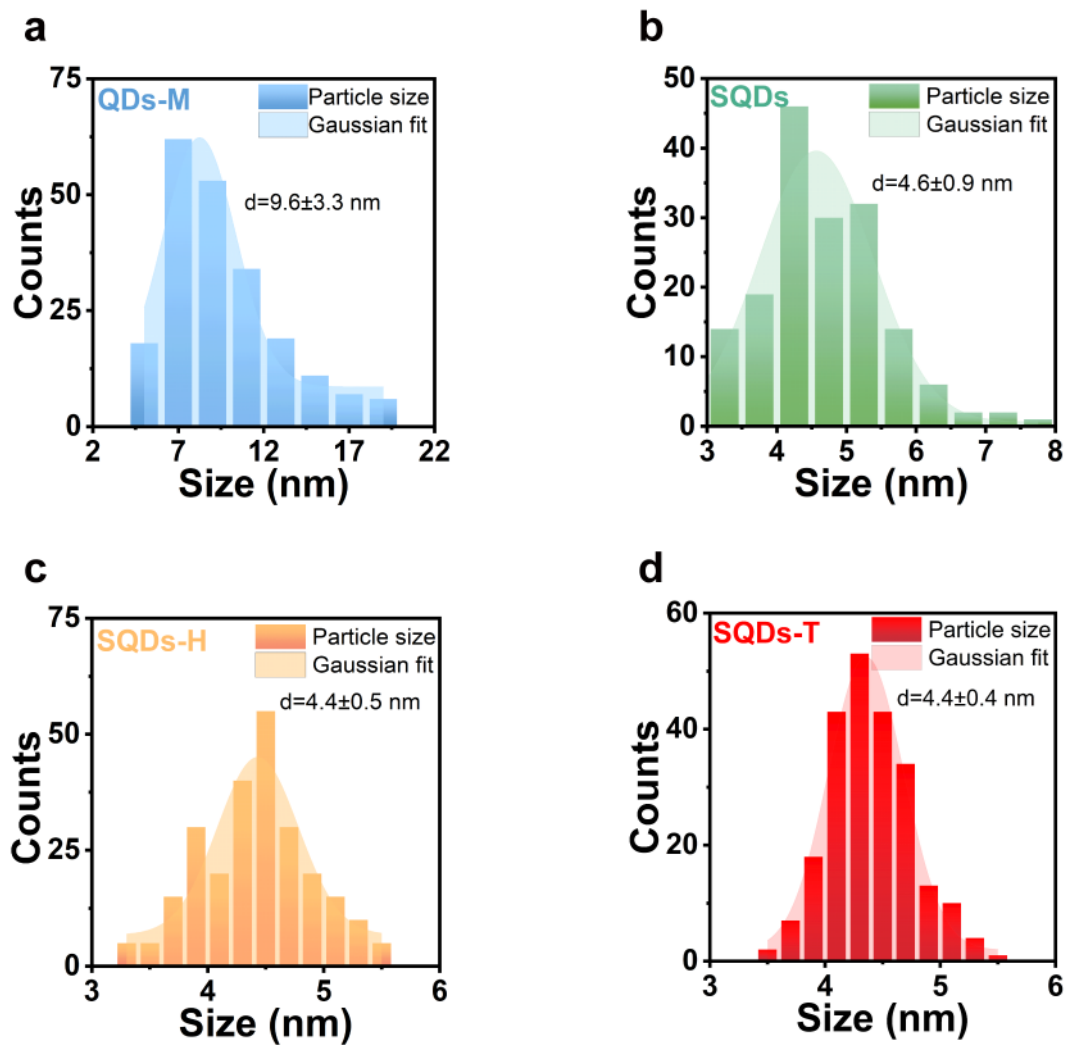 a
75
50
25
0
Counts
QDs-M
Particle size
Gaussian fit
d=9.6±3.3 nm
2 7 12 17 22
Size (nm)
b
50
40
30
20
10
0
Counts
SQDs
Particle size
Gaussian fit
d=4.6±0.9 nm
3 4 5 6 7 8
Size (nm)
c
75
50
25
0
Counts
SQDs-H
Particle size
Gaussian fit
d=4.4±0.5 nm
3 4 5 6
Size (nm)
d
60
40
20
0
Counts
SQDs-T
Particle size
Gaussian fit
d=4.4±0.4 nm
3 4 5 6
Size (nm)